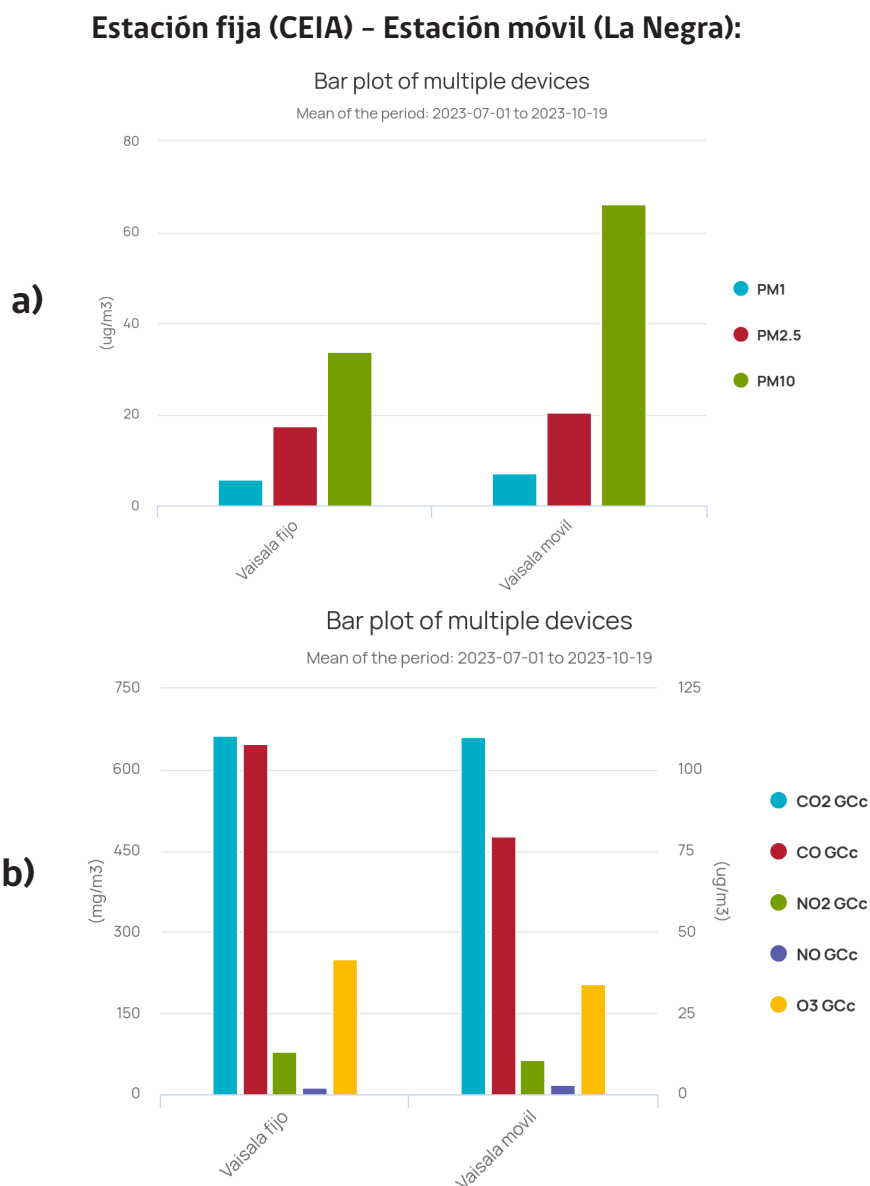 Estación fija (CEIA) – Estación móvil (La Negra):
a)
Bar plot of multiple devices
Mean of the period: 2023-07-01 to 2023-10-19
80
60
40
20
0
(ug/m3)
Vaisala fijo
Vaisala movil
PM1
PM2.5
PM10
b)
Bar plot of multiple devices
Mean of the period: 2023-07-01 to 2023-10-19
750
600
450
300
150
0
(mg/m3)
125
100
75
50
25
0
(ug/m3)
Vaisala fijo
Vaisala movil
CO2 GCc
CO GCc
NO2 GCc
NO GCc
O3 GCc